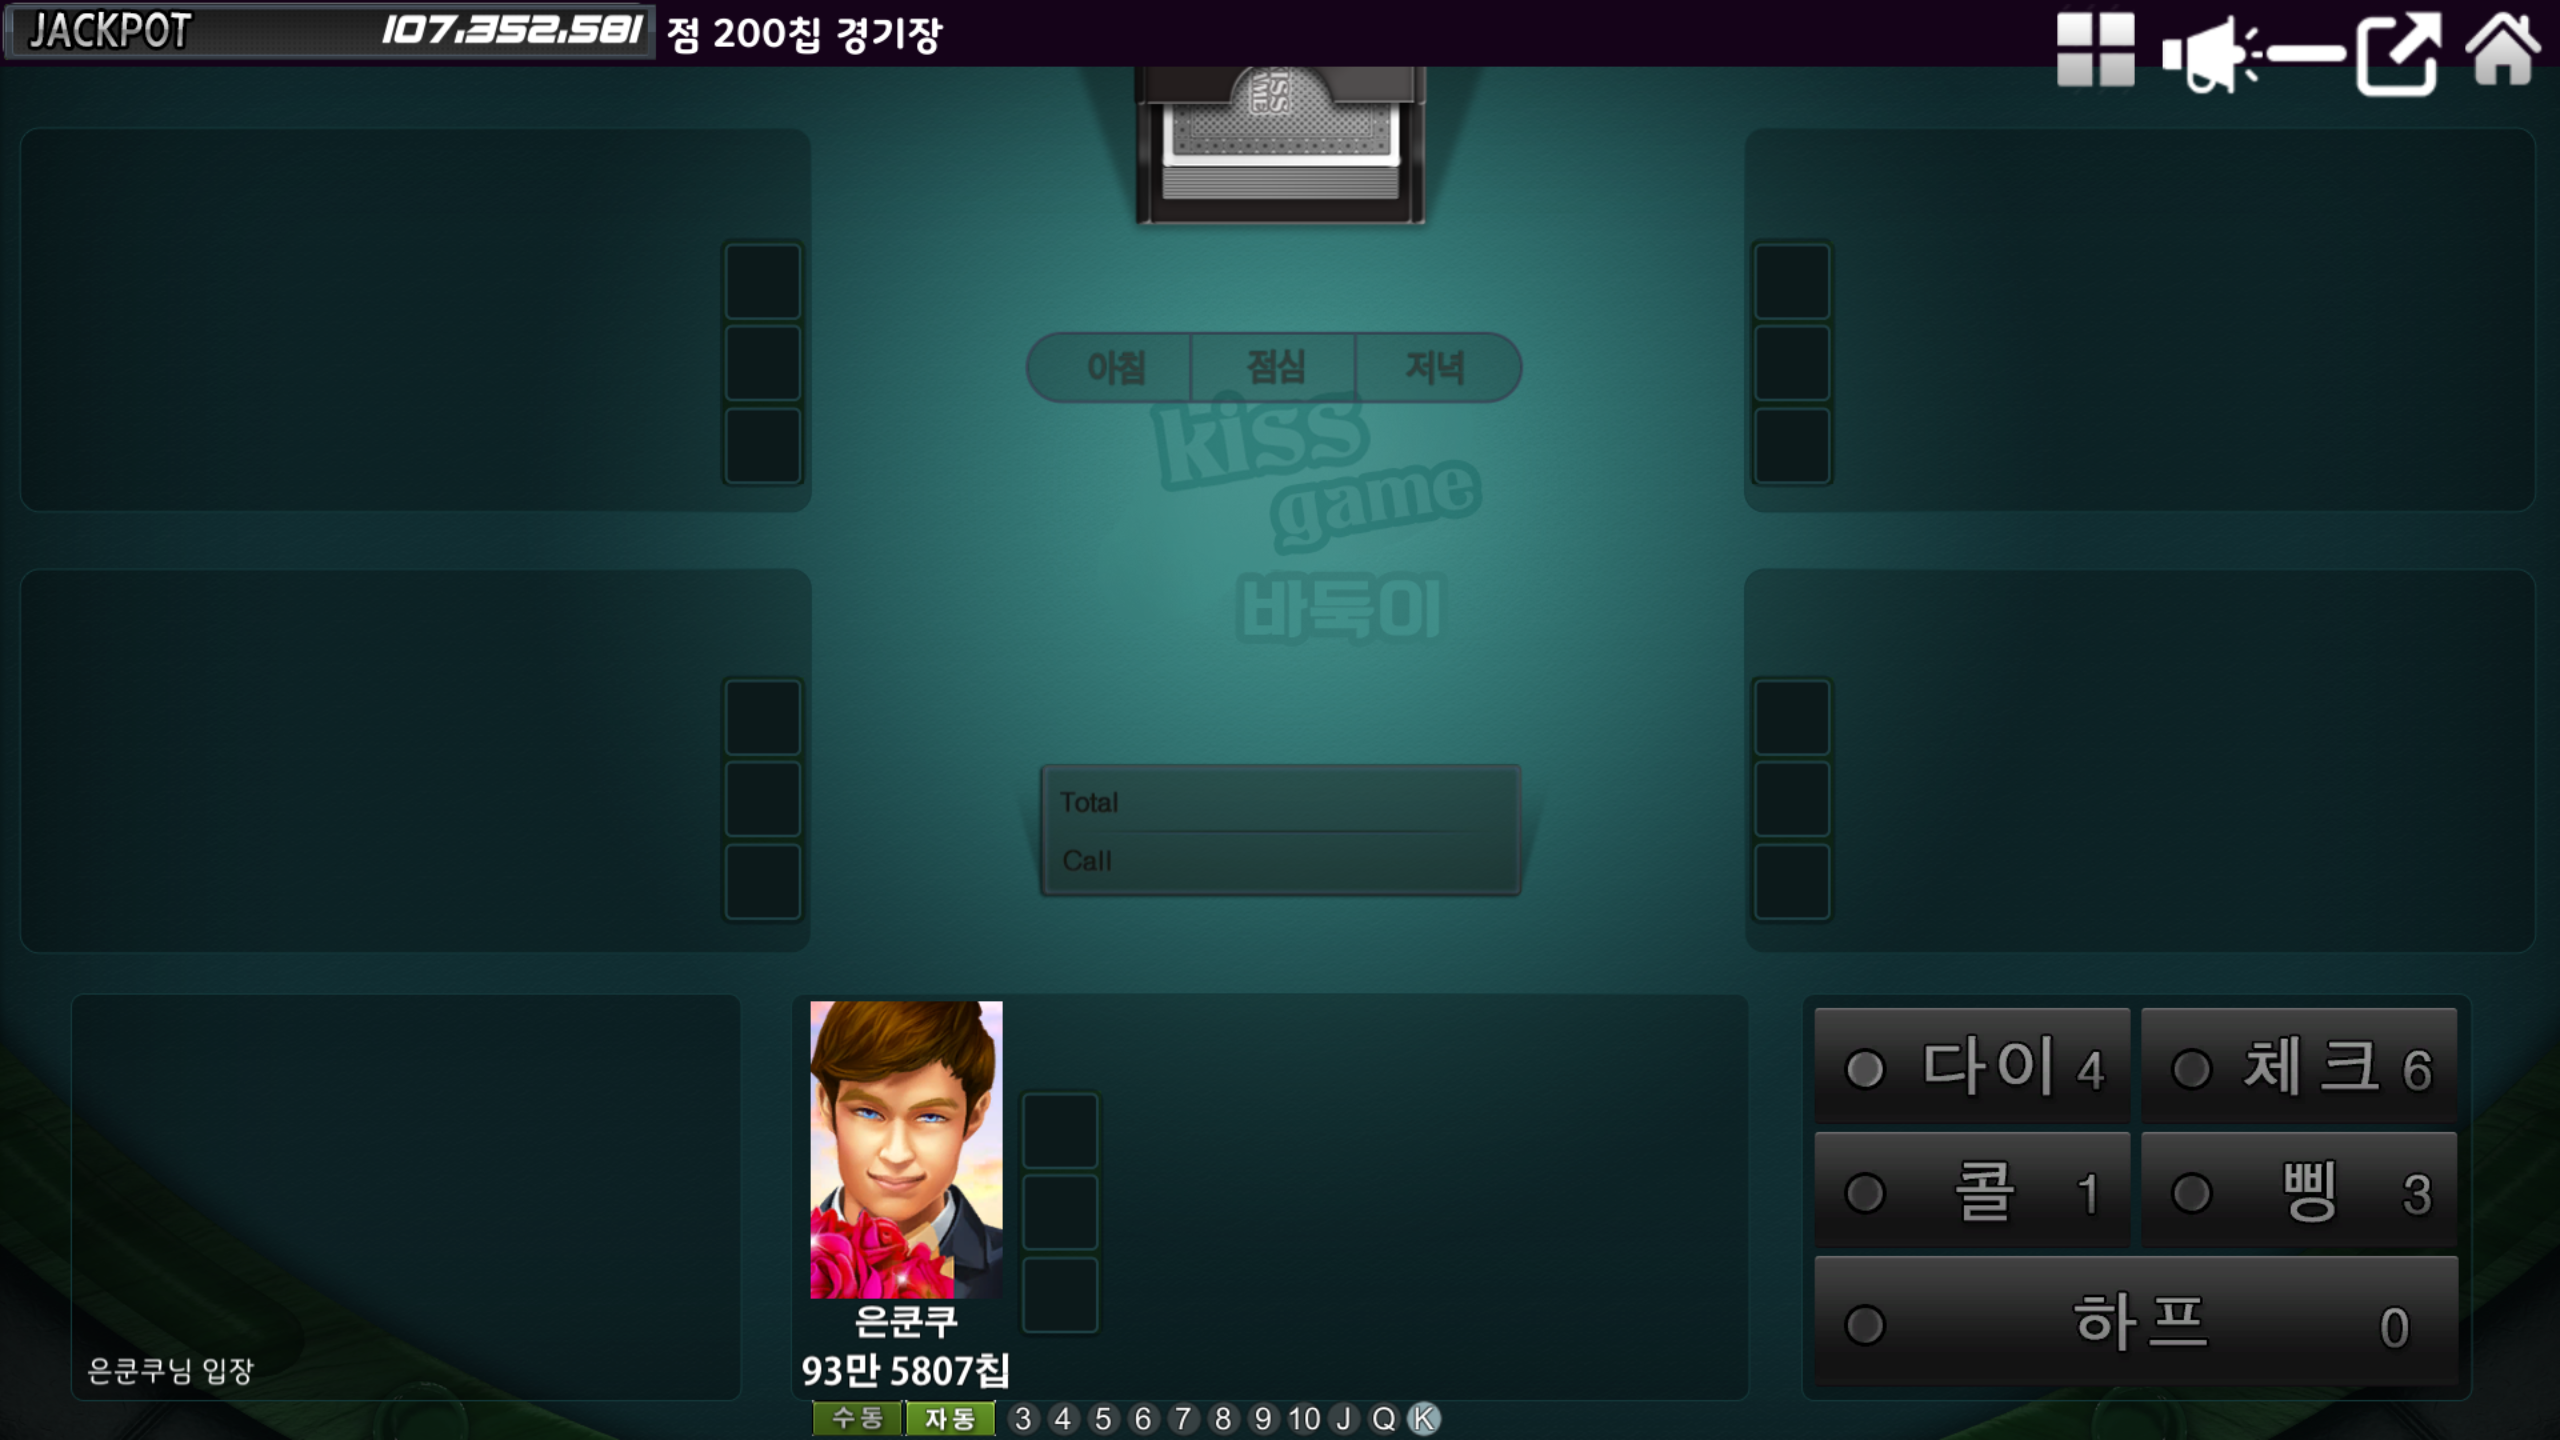 JACKPOT 107.352.581 점 200칩 경기장
KISS
아침 점심 저녁
kiss
game
바둑이
Total
Call
다이 4 체크 6
콜 1 삥 3
하프 0
은쿤쿠
은쿤쿠님 입장
93만 5807칩
수동 자동 3 4 5 6 7 8 9 10 J Q K